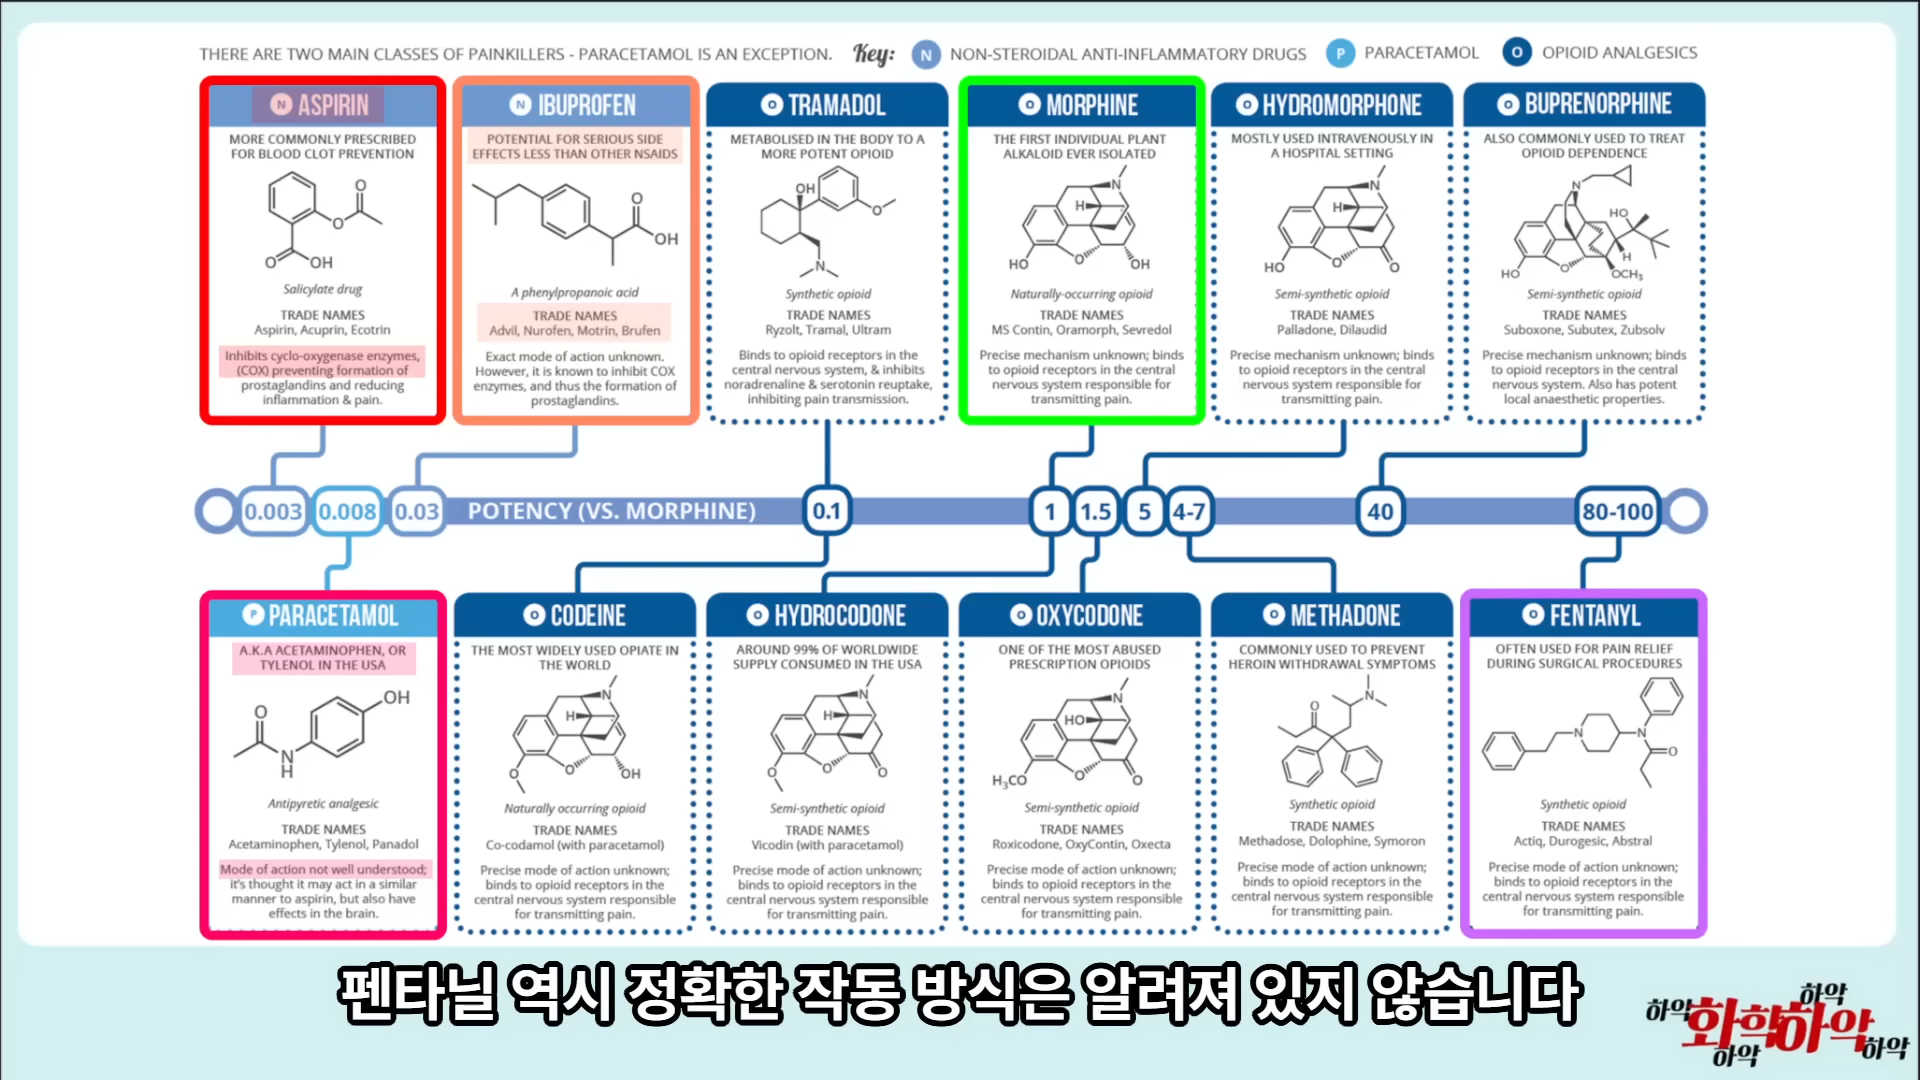 THERE ARE TWO MAIN CLASSES OF PAINKILLERS - PARACETAMOL IS AN EXCEPTION. Key: N NON-STEROIDAL ANTI-INFLAMMATORY DRUGS P PARACETAMOL O OPIOID ANALGESICS
N ASPIRIN
MORE COMMONLY PRESCRIBED
FOR BLOOD CLOT PREVENTION
O
O
O OH
Salicylate drug
TRADE NAMES
Aspirin, Acuprin, Ecotrin
Inhibits cyclo-oxygenase enzymes,
(COX) preventing formation of
prostaglandins and reducing
inflammation & pain.
N IBUPROFEN
POTENTIAL FOR SERIOUS SIDE
EFFECTS LESS THAN OTHER NSAIDS
O
OH
A phenylpropanoic acid
TRADE NAMES
Advil, Nurofen, Motrin, Brufen
Exact mode of action unknown.
However, it is known to inhibit COX
enzymes, and thus the formation of
prostaglandins.
O TRAMADOL
METABOLISED IN THE BODY TO A
MORE POTENT OPIOID
OH
O
N
Synthetic opioid
TRADE NAMES
Ryzolt, Tramal, Ultram
Binds to opioid receptors in the
central nervous system, & inhibits
noradrenaline & serotonin reuptake,
inhibiting pain transmission.
O MORPHINE
THE FIRST INDIVIDUAL PLANT
ALKALOID EVER ISOLATED
N
H
HO O OH
Naturally-occurring opioid
TRADE NAMES
MS Contin, Oramorph, Sevredol
Precise mechanism unknown; binds
to opioid receptors in the central
nervous system responsible for
transmitting pain.
O HYDROMORPHONE
MOSTLY USED INTRAVENOUSLY IN
A HOSPITAL SETTING
N
H
HO O O
Semi-synthetic opioid
TRADE NAMES
Palladone, Dilaudid
Precise mechanism unknown; binds
to opioid receptors in the central
nervous system responsible for
transmitting pain.
O BUPRENORPHINE
ALSO COMMONLY USED TO TREAT
OPIOID DEPENDENCE
N
HO
H
HO O OCH3
Semi-synthetic opioid
TRADE NAMES
Suboxone, Subutex, Zubsolv
Precise mechanism unknown; binds
to opioid receptors in the central
nervous system. Also has potent
local anaesthetic properties.
0.003 0.008 0.03 POTENCY (VS. MORPHINE) 0.1 1 1.5 5 4-7 40 80-100
P PARACETAMOL
A.K.A ACETAMINOPHEN, OR
TYLENOL IN THE USA
OH
O
N
H
Antipyretic analgesic
TRADE NAMES
Acetaminophen, Tylenol, Panadol
Mode of action not well understood;
it's thought it may act in a similar
manner to aspirin, but also have
effects in the brain.
O CODEINE
THE MOST WIDELY USED OPIATE IN
THE WORLD
N
H
O O OH
Naturally occurring opioid
TRADE NAMES
Co-codamol (with paracetamol)
Precise mode of action unknown;
binds to opioid receptors in the
central nervous system responsible
for transmitting pain.
O HYDROCODONE
AROUND 99% OF WORLDWIDE
SUPPLY CONSUMED IN THE USA
N
H
O O O
Semi-synthetic opioid
TRADE NAMES
Vicodin (with paracetamol)
Precise mode of action unknown;
binds to opioid receptors in the
central nervous system responsible
for transmitting pain.
O OXYCODONE
ONE OF THE MOST ABUSED
PRESCRIPTION OPIOIDS
N
HO
H3CO O O
Semi-synthetic opioid
TRADE NAMES
Roxicodone, OxyContin, Oxecta
Precise mode of action unknown;
binds to opioid receptors in the
central nervous system responsible
for transmitting pain.
O METHADONE
COMMONLY USED TO PREVENT
HEROIN WITHDRAWAL SYMPTOMS
N
O
Synthetic opioid
TRADE NAMES
Methadose, Dolophine, Symoron
Precise mode of action unknown;
binds to opioid receptors in the
central nervous system responsible
for transmitting pain.
O FENTANYL
OFTEN USED FOR PAIN RELIEF
DURING SURGICAL PROCEDURES
N N
O
Synthetic opioid
TRADE NAMES
Actiq, Durogesic, Abstral
Precise mode of action unknown;
binds to opioid receptors in the
central nervous system responsible
for transmitting pain.
펜타닐 역시 정확한 작동 방식은 알려져 있지 않습니다
하악 하악
화학하악
하악 하악